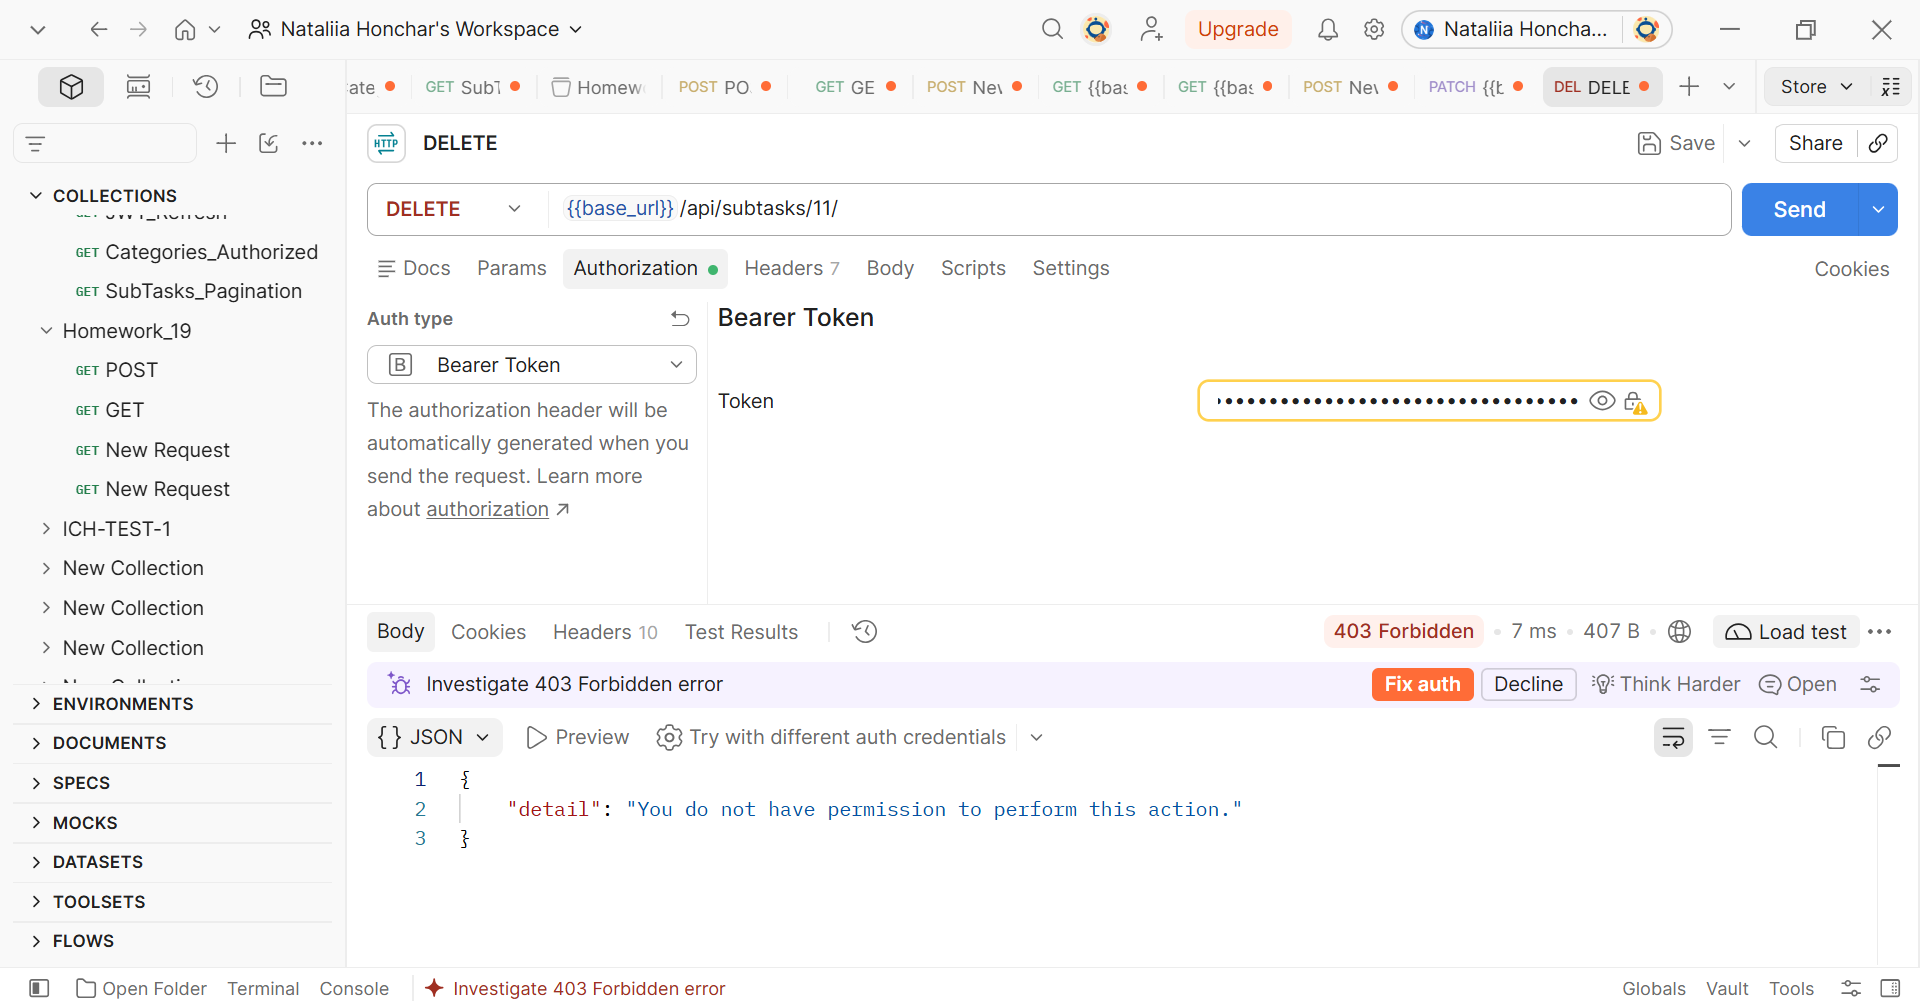 Nataliia Honchar's Workspace
Upgrade
Nataliia Honcha...
GET SubT
Homew
POST PO
GET GE
POST Nev
GET {{bas
GET {{bas
POST Nev
PATCH {{b
DEL DELE
Store
HTTP DELETE
Save
Share
COLLECTIONS
GET Categories_Authorized
GET SubTasks_Pagination
Homework_19
GET POST
GET GET
GET New Request
GET New Request
ICH-TEST-1
New Collection
New Collection
New Collection
ENVIRONMENTS
DOCUMENTS
SPECS
MOCKS
DATASETS
TOOLSETS
FLOWS
DELETE
{{base_url}} /api/subtasks/11/
Send
Docs
Params
Authorization
Headers 7
Body
Scripts
Settings
Cookies
Auth type
B Bearer Token
The authorization header will be
automatically generated when you
send the request. Learn more
about authorization ↗
Bearer Token
Token
Body
Cookies
Headers 10
Test Results
403 Forbidden • 7 ms • 407 B
Load test
Investigate 403 Forbidden error
Fix auth
Decline
Think Harder
Open
{} JSON
Preview
Try with different auth credentials
1 {
2 "detail": "You do not have permission to perform this action."
3 }
Open Folder
Terminal
Console
Investigate 403 Forbidden error
Globals
Vault
Tools